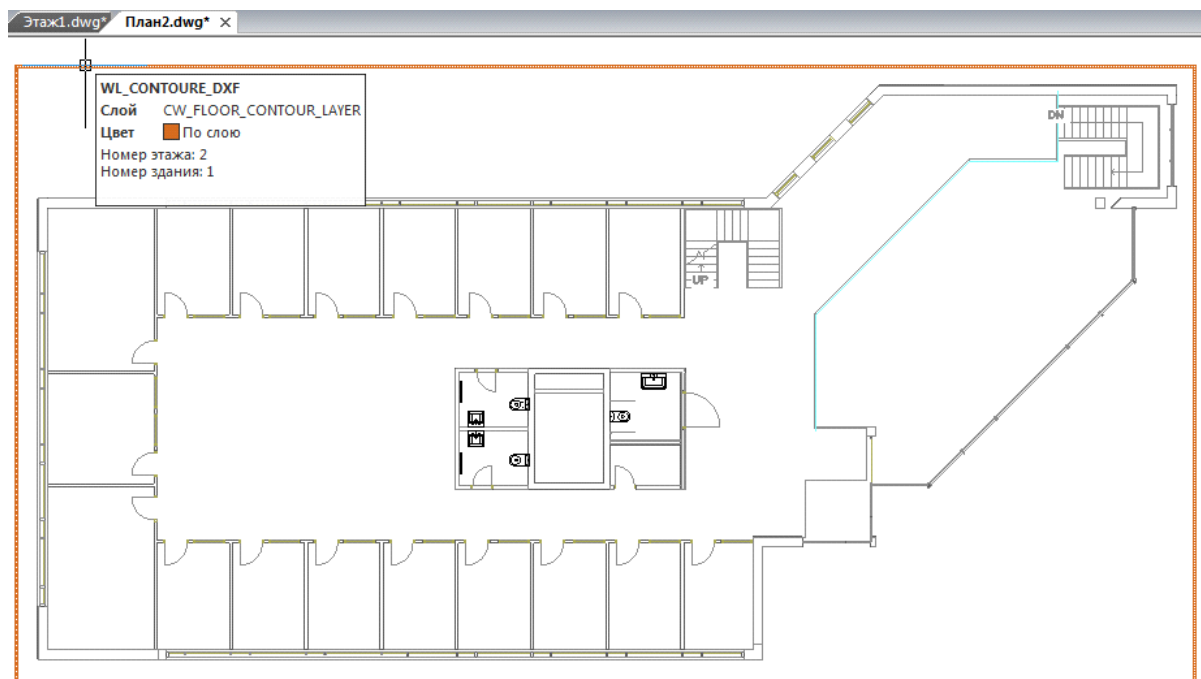 Этаж1.dwg* План2.dwg* ×
WL_CONTOURE_DXF
Слой CW_FLOOR_CONTOUR_LAYER
Цвет По слою
Номер этажа: 2
Номер здания: 1
DN
UP